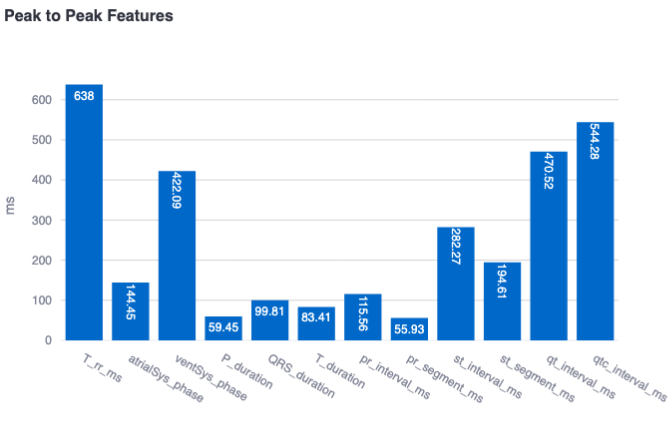 Peak to Peak Features
600
500
400
300
200
100
0
ms
638
144.45
422.09
59.45
99.81
83.41
115.56
55.93
282.27
194.61
470.52
544.28
T_rr_ms
atrialSys_phase
ventSys_phase
P_duration
QRS_duration
T_duration
pr_interval_ms
pr_segment_ms
st_interval_ms
st_segment_ms
qt_interval_ms
qtc_interval_ms